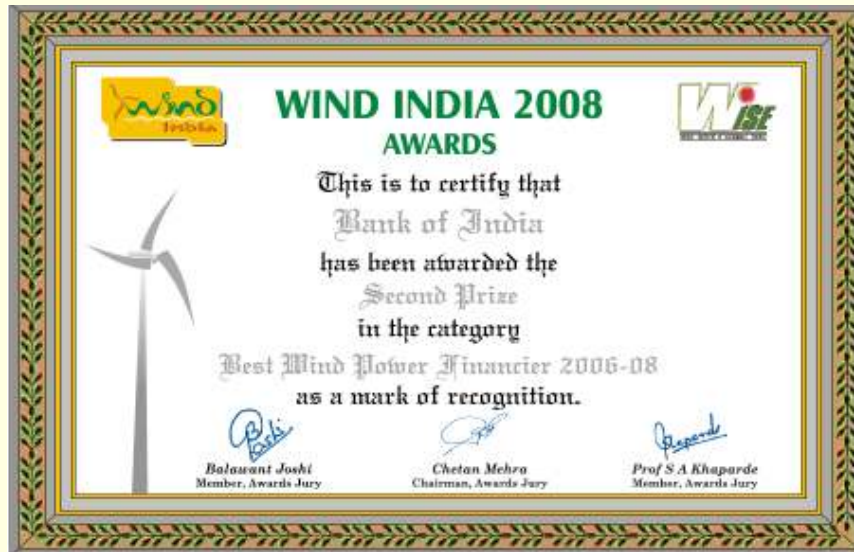 Wind
India
WIND INDIA 2008
AWARDS
WISE
This is to certify that
Bank of India
has been awarded the
Second Prize
in the category
Best Wind Power Financier 2006-08
as a mark of recognition.
Balawant Joshi
Member, Awards Jury
Chetan Mehra
Chairman, Awards Jury
Prof S A Khaparde
Member, Awards Jury